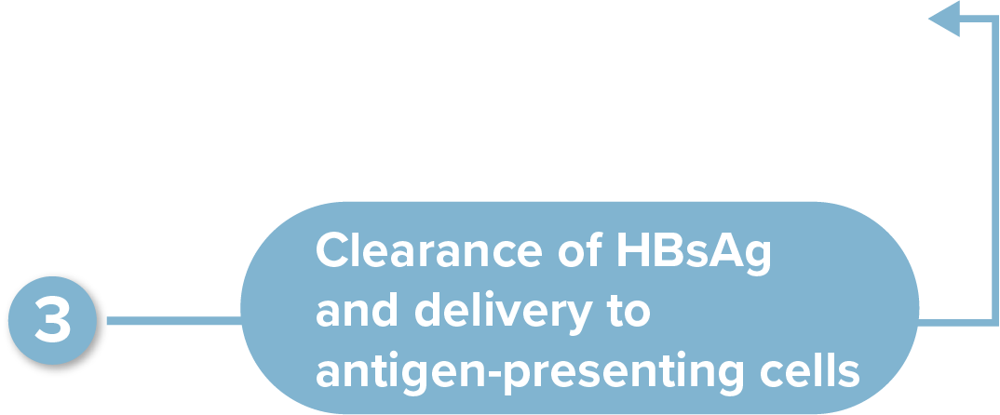 3
Clearance of HBsAg
and delivery to
antigen-presenting cells